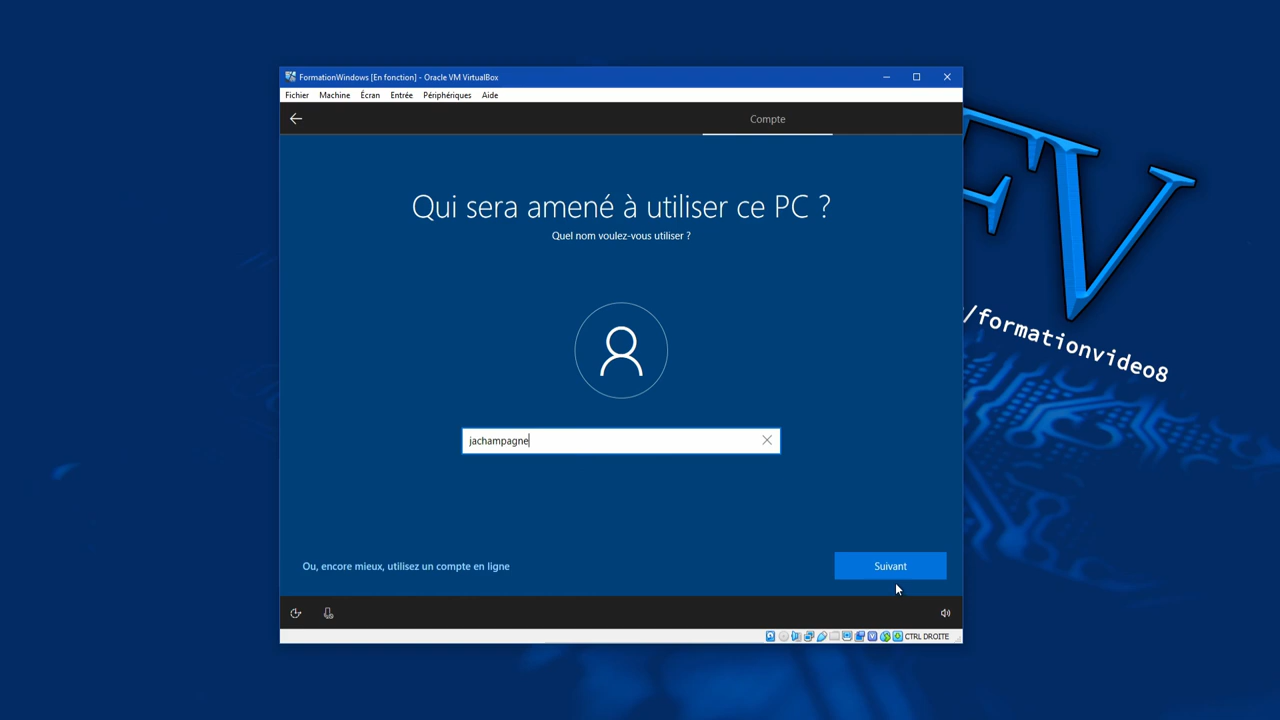 FormationWindows [En fonction] - Oracle VM VirtualBox
Fichier Machine Écran Entrée Périphériques Aide
Compte
Qui sera amené à utiliser ce PC ?
Quel nom voulez-vous utiliser ?
FV
/formationvideo8
jachampagne
Ou, encore mieux, utilisez un compte en ligne
Suivant
CTRL DROITE